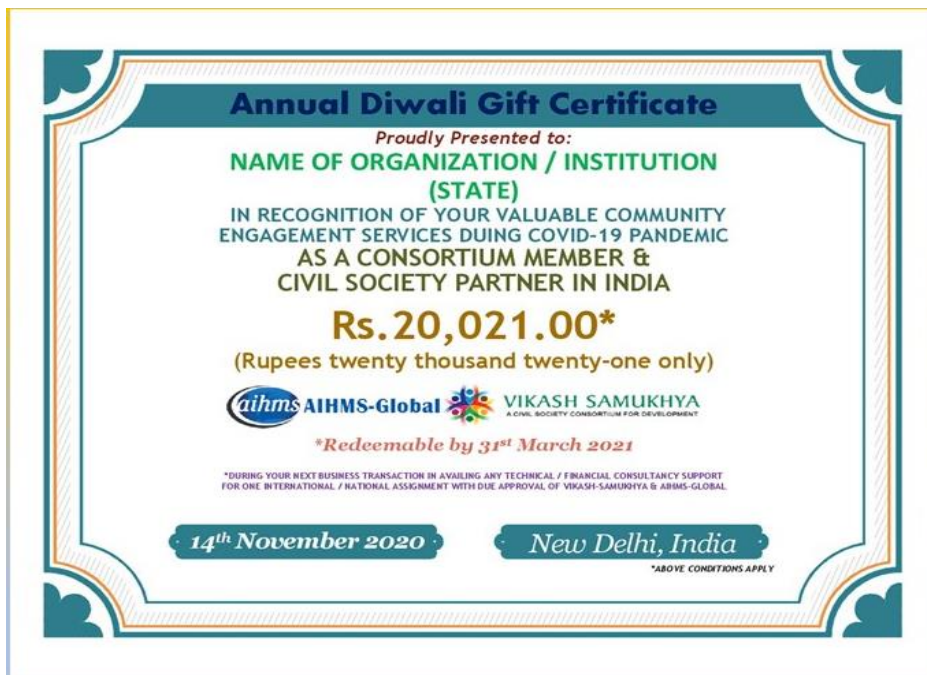 Annual Diwali Gift Certificate
Proudly Presented to:
NAME OF ORGANIZATION / INSTITUTION
(STATE)
IN RECOGNITION OF YOUR VALUABLE COMMUNITY
ENGAGEMENT SERVICES DUING COVID-19 PANDEMIC
AS A CONSORTIUM MEMBER &
CIVIL SOCIETY PARTNER IN INDIA
Rs.20,021.00*
(Rupees twenty thousand twenty-one only)
aihms AIHMS-Global VIKASH SAMUKHYA
A CIVIL SOCIETY CONSORTIUM FOR DEVELOPMENT
*Redeemable by 31st March 2021
*DURING YOUR NEXT BUSINESS TRANSACTION IN AVAILING ANY TECHNICAL / FINANCIAL CONSULTANCY SUPPORT
FOR ONE INTERNATIONAL / NATIONAL ASSIGNMENT WITH DUE APPROVAL OF VIKASH-SAMUKHYA & AIHMS-GLOBAL
14th November 2020 New Delhi, India
*ABOVE CONDITIONS APPLY